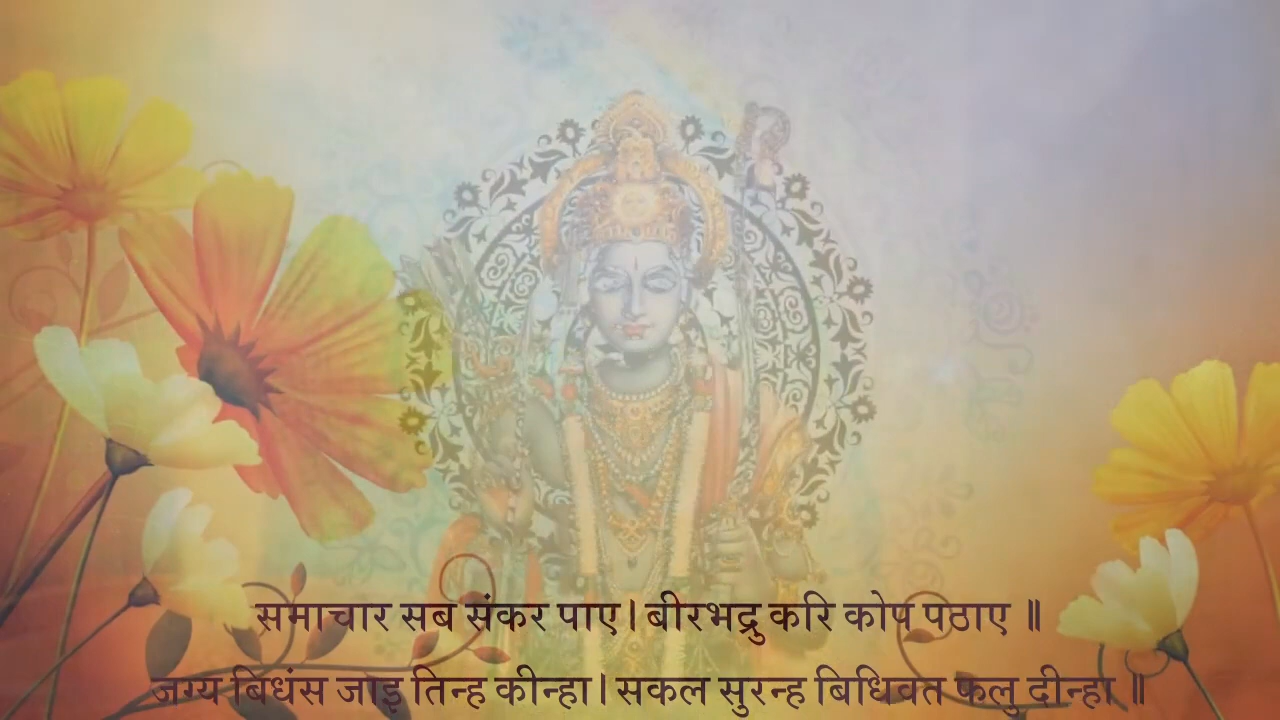 समाचार सब संकर पाए। बीरभद्रु करि कोप पठाए ॥
जग्य बिधंस जाइ तिन्ह कीन्हा। सकल सुरन्ह बिधिवत फलु दीन्हा ॥